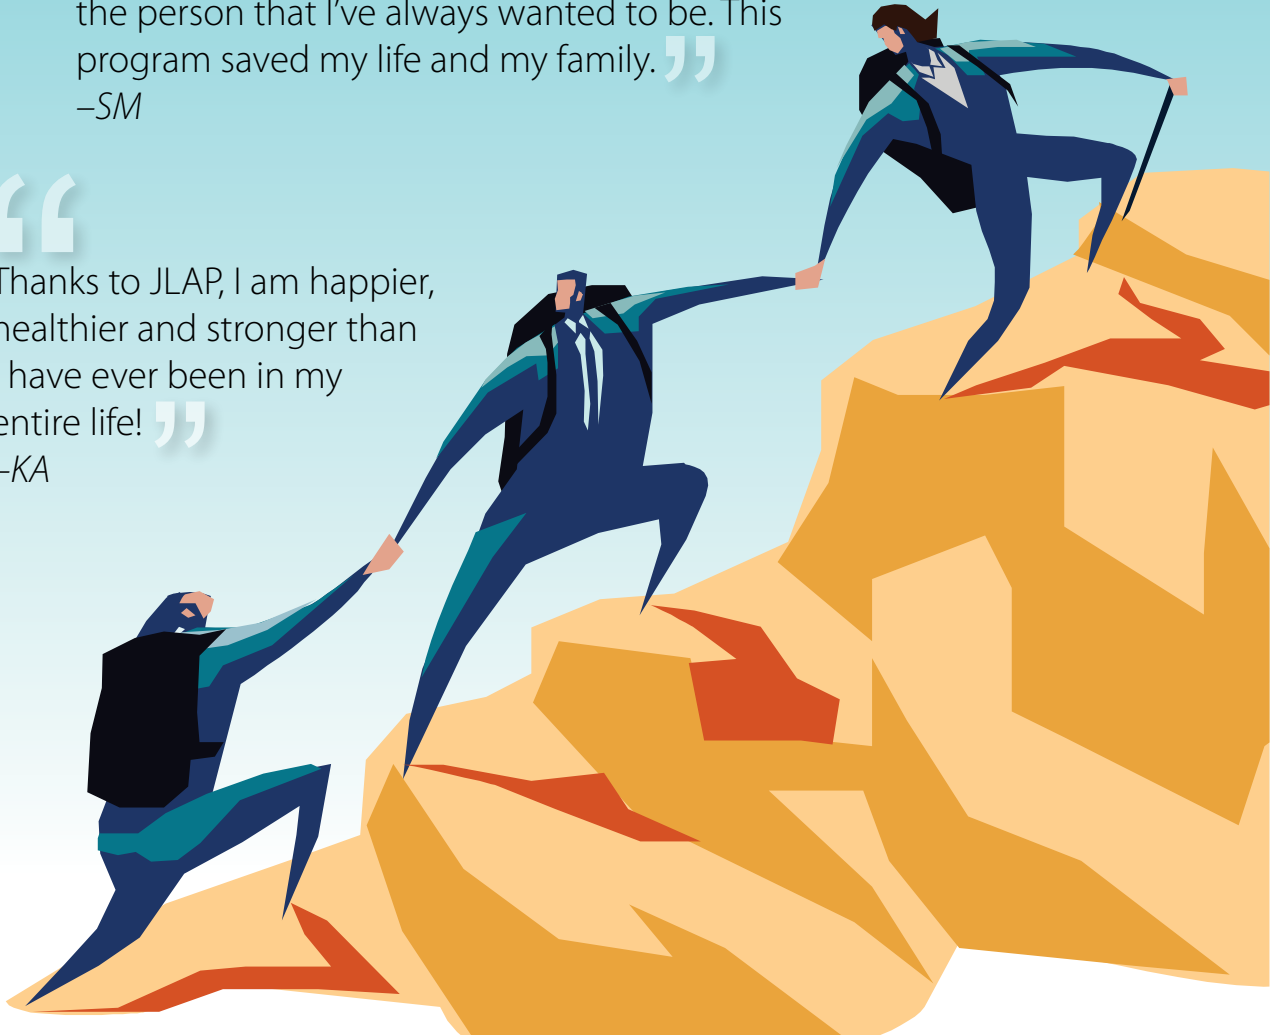 the person that I've always wanted to be. This
program saved my life and my family.”
–SM
“
Thanks to JLAP, I am happier,
healthier and stronger than
I have ever been in my
entire life!”
–KA